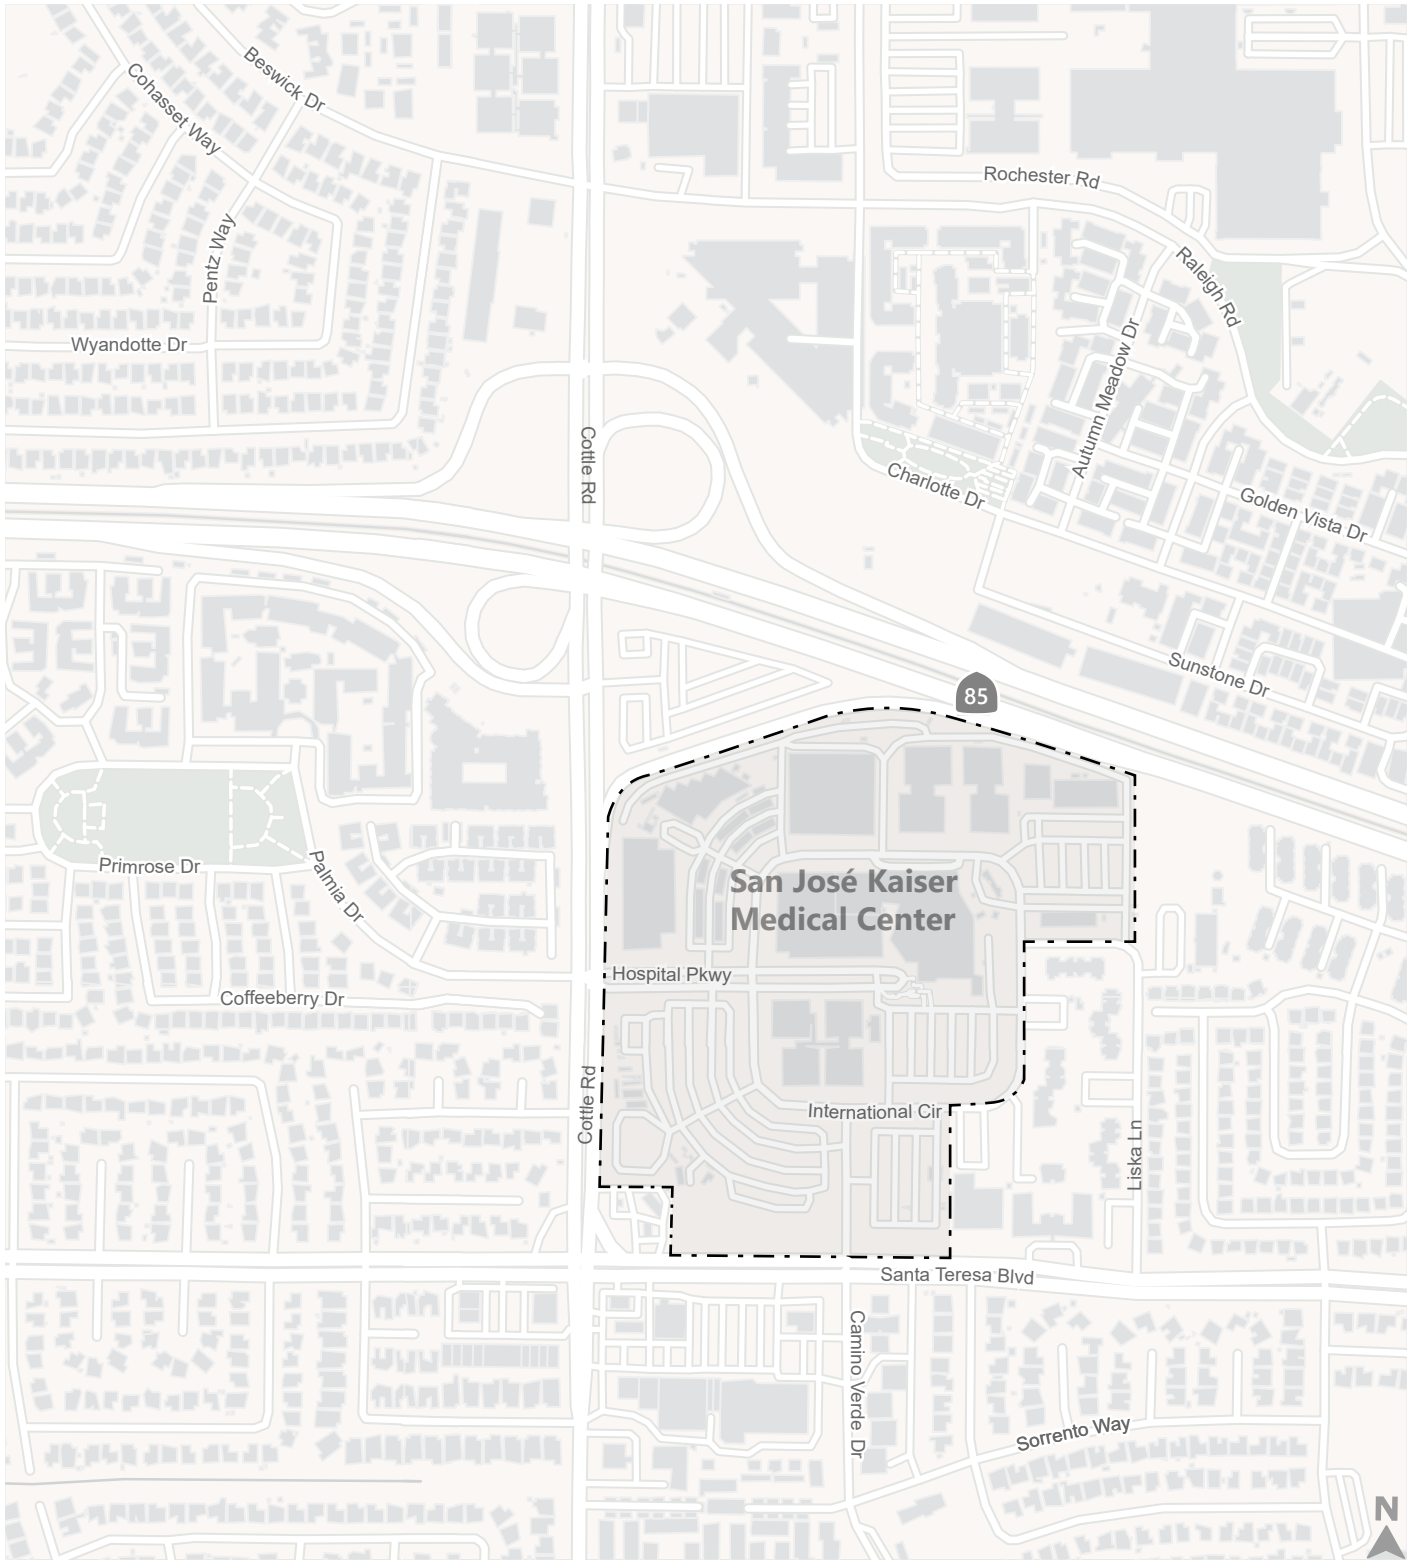 Beswick Dr
Cohasset Way
Rochester Rd
Pentz Way
Raleigh Rd
Wyandotte Dr
Autumn Meadow Dr
Cottle Rd
Charlotte Dr
Golden Vista Dr
Sunstone Dr
85
Primrose Dr
Palmia Dr
San José Kaiser
Medical Center
Hospital Pkwy
Coffeeberry Dr
Cottle Rd
International Cir
Liska Ln
Santa Teresa Blvd
Camino Verde Dr
Sorrento Way
N